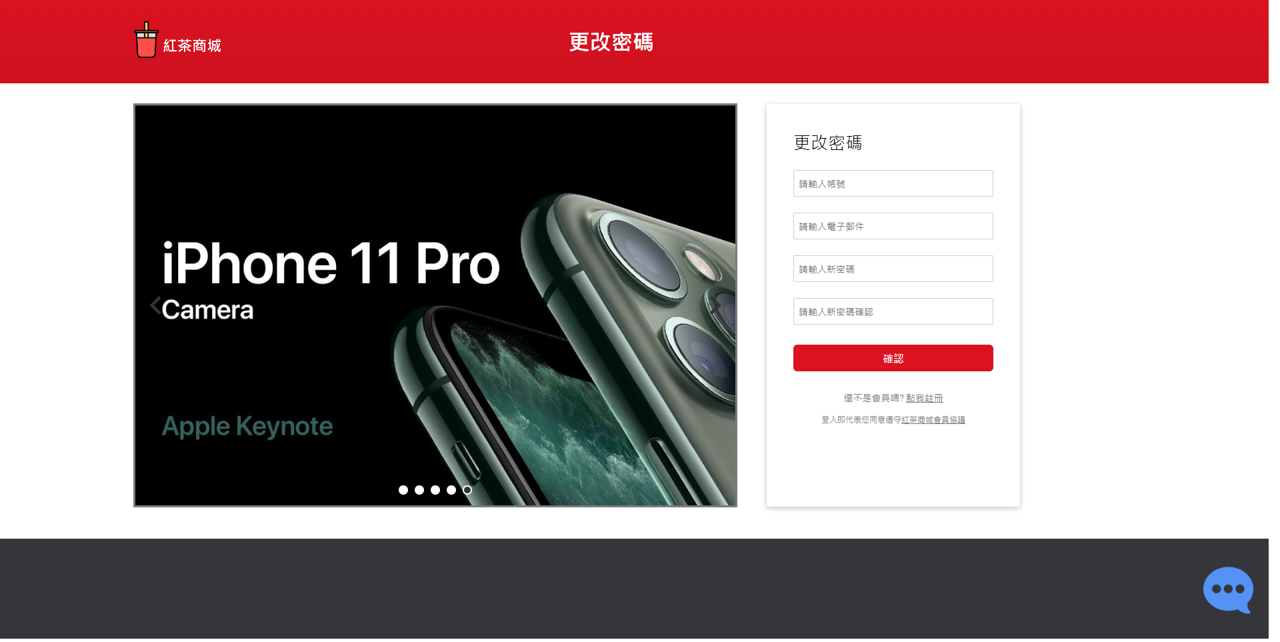 紅茶商城
更改密碼
iPhone 11 Pro
Camera
Apple Keynote
更改密碼
請輸入帳號
請輸入電子郵件
請輸入新密碼
請輸入新密碼確認
確認
還不是會員嗎? 點我註冊
登入即代表您同意遵守紅茶商城會員協議